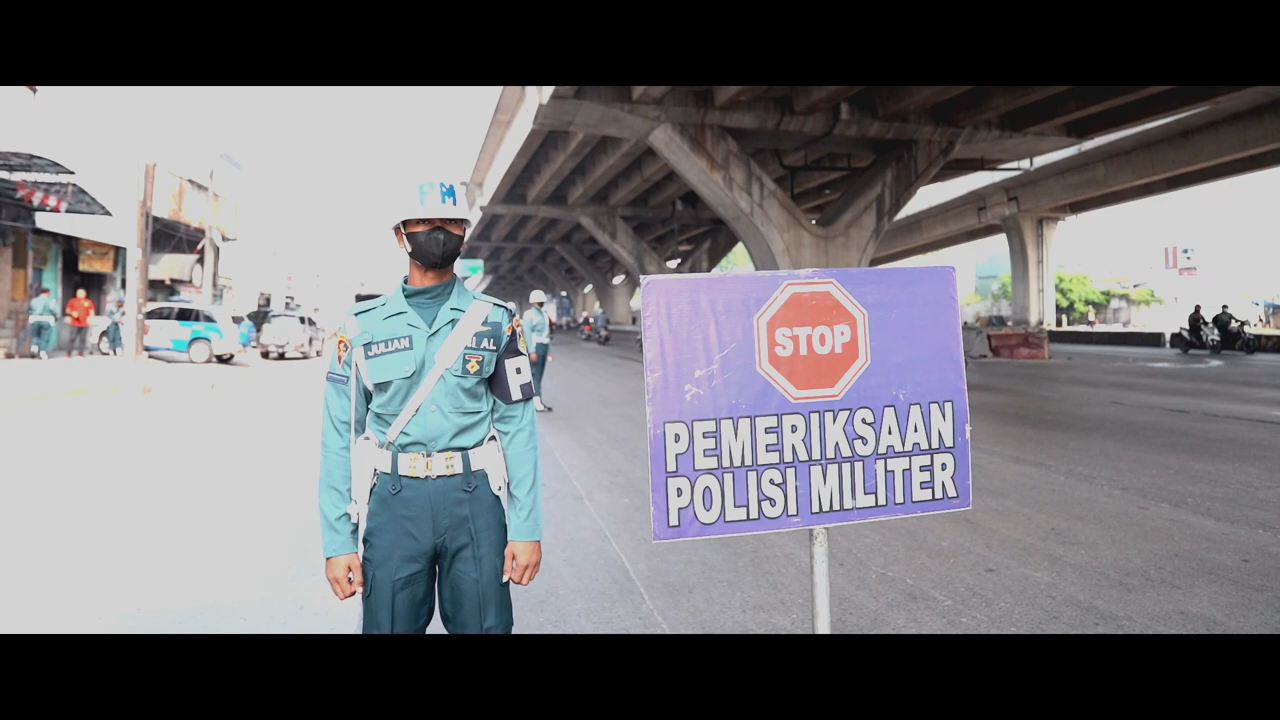 PM
JULIAN
AL
P
STOP
PEMERIKSAAN
POLISI MILITER